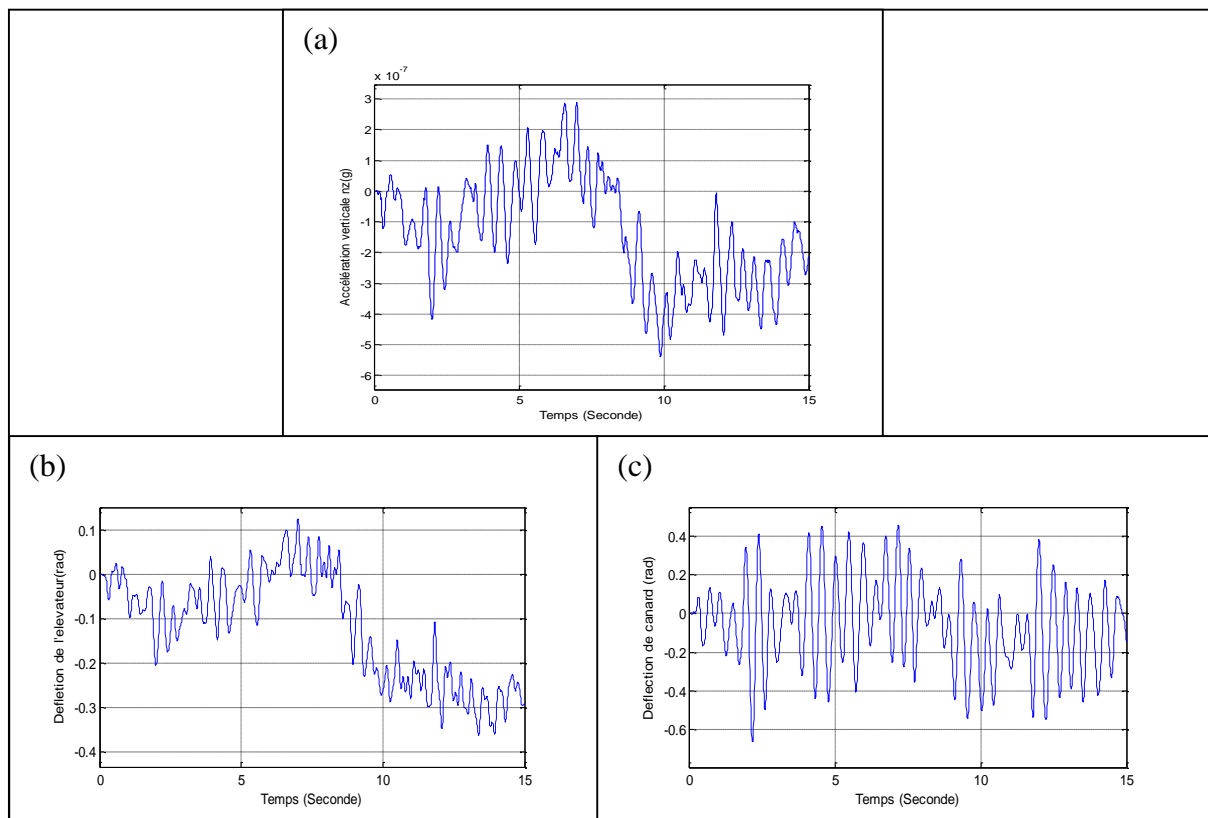 (a)
x 10
-7
3
2
1
0
-1
-2
-3
-4
-5
-6
Accélération verticale nz(g)
0 5 10 15
Temps (Seconde)
(b)
0.1
0
-0.1
-0.2
-0.3
-0.4
Defletion de l'elevateur(rad)
0 5 10 15
Temps (Seconde)
(c)
0.4
0.2
0
-0.2
-0.4
-0.6
Deflection de canard (rad)
0 5 10 15
Temps (Seconde)